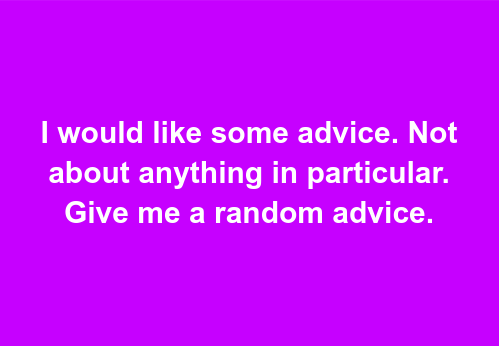 I would like some advice. Not
about anything in particular.
Give me a random advice.